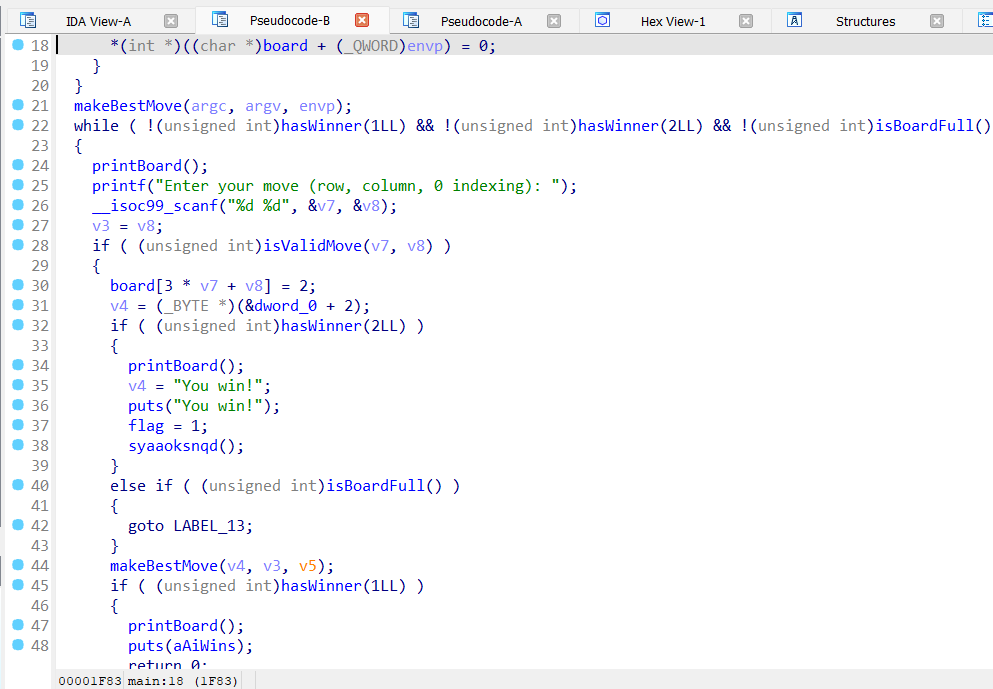 IDA View-A Pseudocode-B Pseudocode-A Hex View-1 Structures
18 *(int *)((char *)board + (_QWORD)envp) = 0;
19 }
20 }
21 makeBestMove(argc, argv, envp);
22 while ( !(unsigned int)hasWinner(1LL) && !(unsigned int)hasWinner(2LL) && !(unsigned int)isBoardFull()
23 {
24 printBoard();
25 printf("Enter your move (row, column, 0 indexing): ");
26 __isoc99_scanf("%d %d", &v7, &v8);
27 v3 = v8;
28 if ( (unsigned int)isValidMove(v7, v8) )
29 {
30 board[3 * v7 + v8] = 2;
31 v4 = (_BYTE *)(&dword_0 + 2);
32 if ( (unsigned int)hasWinner(2LL) )
33 {
34 printBoard();
35 v4 = "You win!";
36 puts("You win!");
37 flag = 1;
38 syaaoksnqd();
39 }
40 else if ( (unsigned int)isBoardFull() )
41 {
42 goto LABEL_13;
43 }
44 makeBestMove(v4, v3, v5);
45 if ( (unsigned int)hasWinner(1LL) )
46 {
47 printBoard();
48 puts(aAiWins);
return 0;
00001F83 main:18 (1F83)